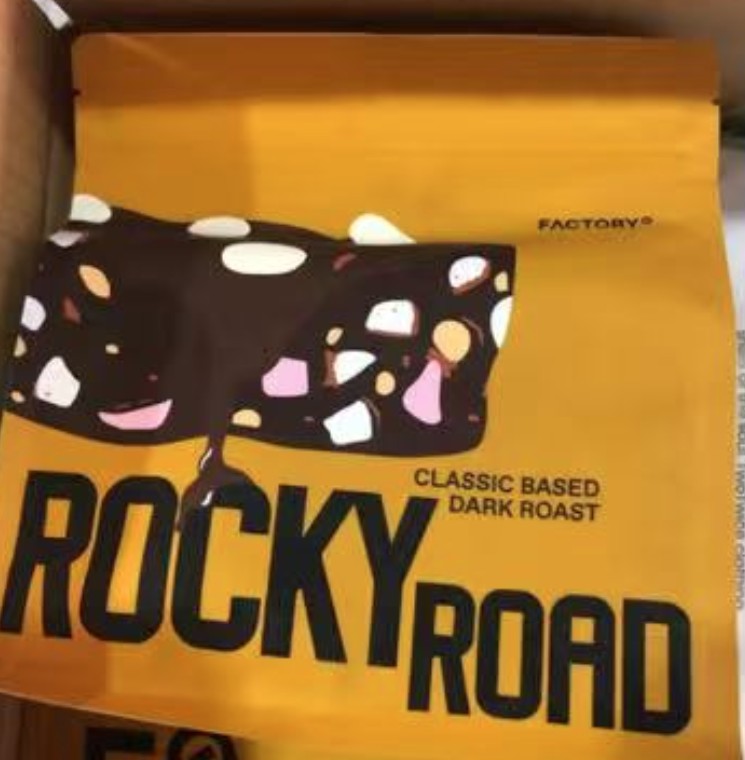 FACTORY®
CLASSIC BASED
DARK ROAST
ROCKY
ROAD